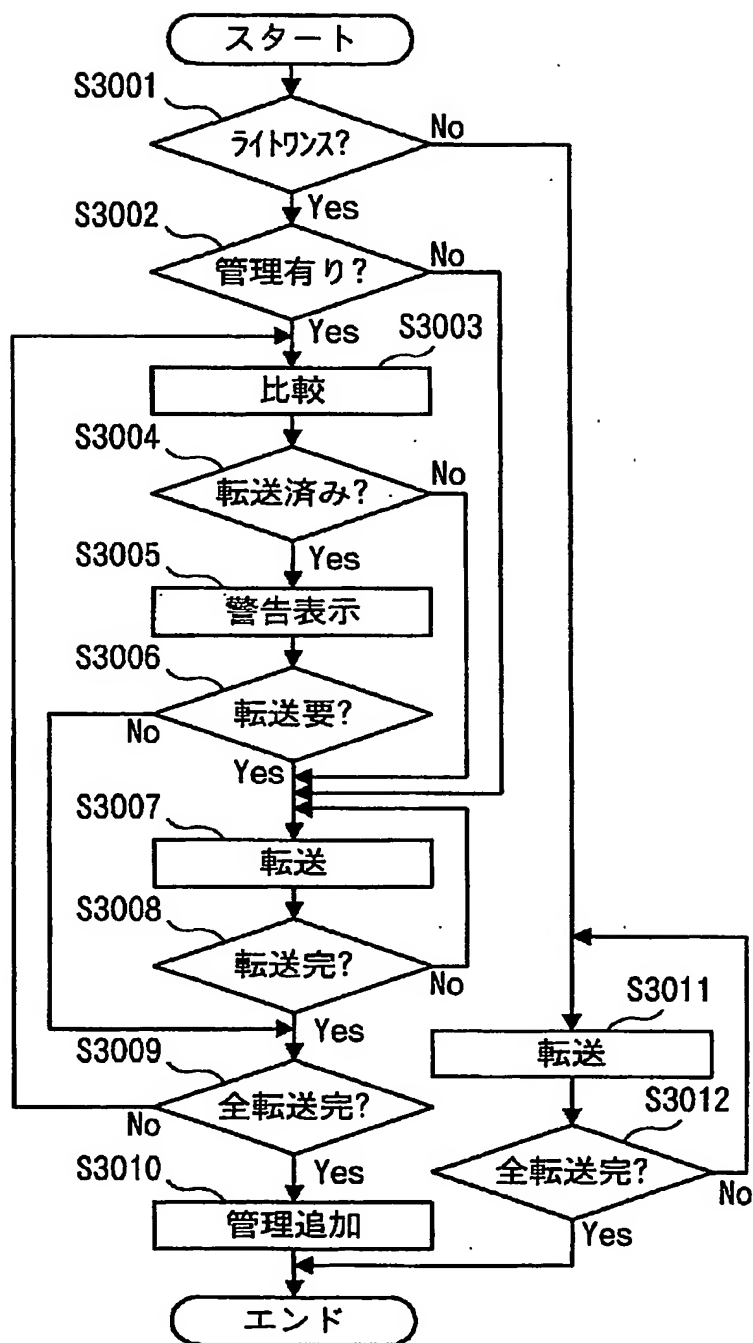 スタート
S3001
ライトワンス?
No
Yes
S3002
管理有り?
No
Yes
S3003
比較
S3004
転送済み?
No
Yes
S3005
警告表示
S3006
転送要?
No
Yes
S3007
転送
S3008
転送完?
No
Yes
S3009
全転送完?
No
Yes
S3010
管理追加
S3011
転送
S3012
全転送完?
No
Yes
エンド